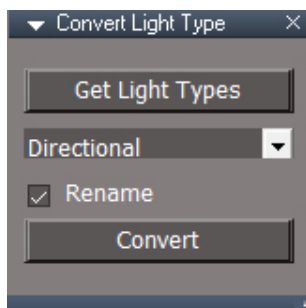 Convert Light Type
Get Light Types
Directional
Rename
Convert